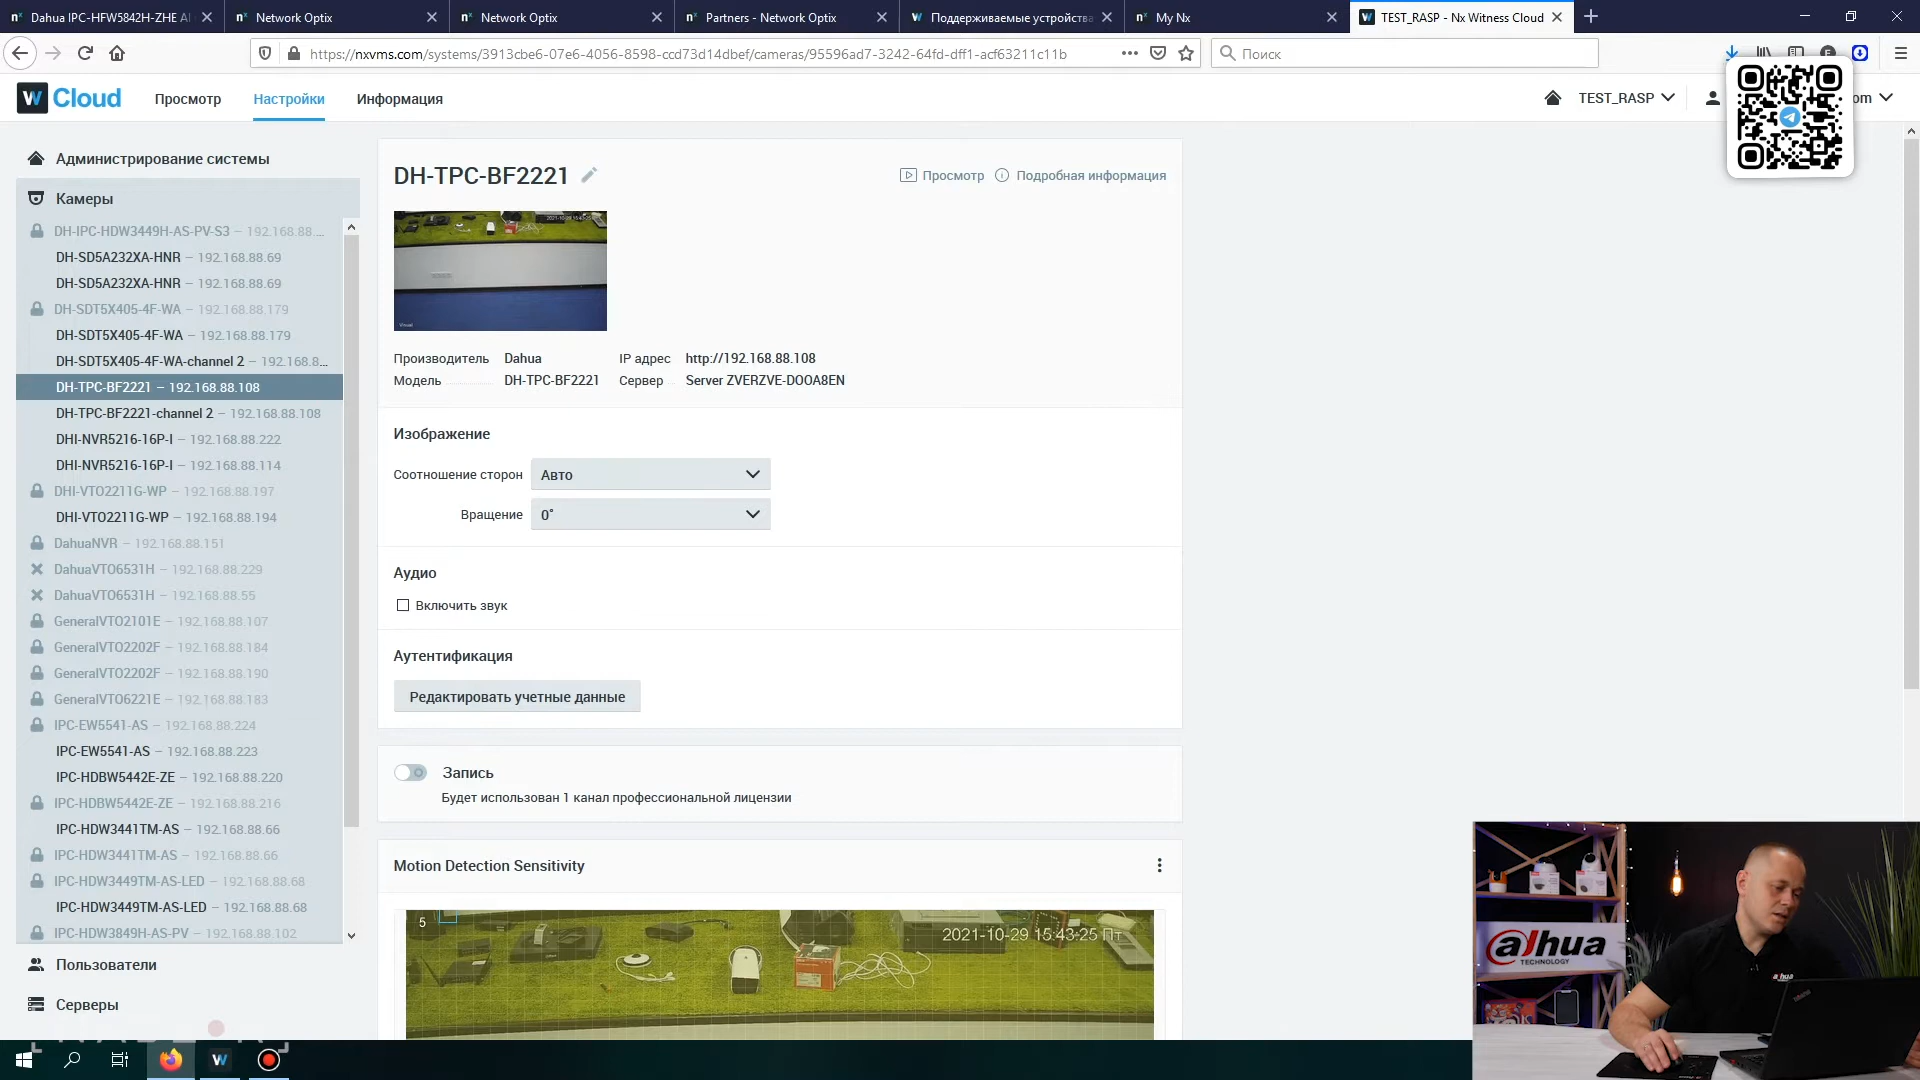 Dahua IPC-HFW5842H-ZHE AI
Network Optix
Network Optix
Partners - Network Optix
Поддерживаемые устройства
My Nx
TEST_RASP - Nx Witness Cloud
https://nxvms.com/systems/3913cbe6-07e6-4056-8598-ccd73d14dbef/cameras/95596ad7-3242-64fd-dff1-acf63211c11b
Поиск
W Cloud
Просмотр
Настройки
Информация
TEST_RASP
om
Администрирование системы
Камеры
DH-IPC-HDW3449H-AS-PV-S3 – 192.168.88....
DH-SD5A232XA-HNR – 192.168.88.69
DH-SD5A232XA-HNR – 192.168.88.69
DH-SDT5X405-4F-WA – 192.168.88.179
DH-SDT5X405-4F-WA – 192.168.88.179
DH-SDT5X405-4F-WA-channel 2 – 192.168.8...
DH-TPC-BF2221 – 192.168.88.108
DH-TPC-BF2221-channel 2 – 192.168.88.108
DHI-NVR5216-16P-I – 192.168.88.222
DHI-NVR5216-16P-I – 192.168.88.114
DHI-VTO2211G-WP – 192.168.88.197
DHI-VTO2211G-WP – 192.168.88.194
DahuaNVR – 192.168.88.151
DahuaVTO6531H – 192.168.88.229
DahuaVTO6531H – 192.168.88.55
GeneralVTO2101E – 192.168.88.107
GeneralVTO2202F – 192.168.88.184
GeneralVTO2202F – 192.168.88.190
GeneralVTO6221E – 192.168.88.183
IPC-EW5541-AS – 192.168.88.224
IPC-EW5541-AS – 192.168.88.223
IPC-HDBW5442E-ZE – 192.168.88.220
IPC-HDBW5442E-ZE – 192.168.88.216
IPC-HDW3441TM-AS – 192.168.88.66
IPC-HDW3441TM-AS – 192.168.88.66
IPC-HDW3449TM-AS-LED – 192.168.88.68
IPC-HDW3449TM-AS-LED – 192.168.88.68
IPC-HDW3849H-AS-PV – 192.168.88.102
Пользователи
Серверы
DH-TPC-BF2221
Просмотр
Подробная информация
2021-10-29 15:43:25 Пт
Visual
Производитель Dahua IP адрес http://192.168.88.108
Модель DH-TPC-BF2221 Сервер Server ZVERZVE-DOOA8EN
Изображение
Соотношение сторон Авто
Вращение 0°
Аудио
Включить звук
Аутентификация
Редактировать учетные данные
Запись
Будет использован 1 канал профессиональной лицензии
Motion Detection Sensitivity
5
2021-10-29 15:43:25 Пт
alhua
TECHNOLOGY